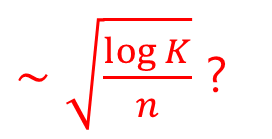 ~ √(log K / n) ?